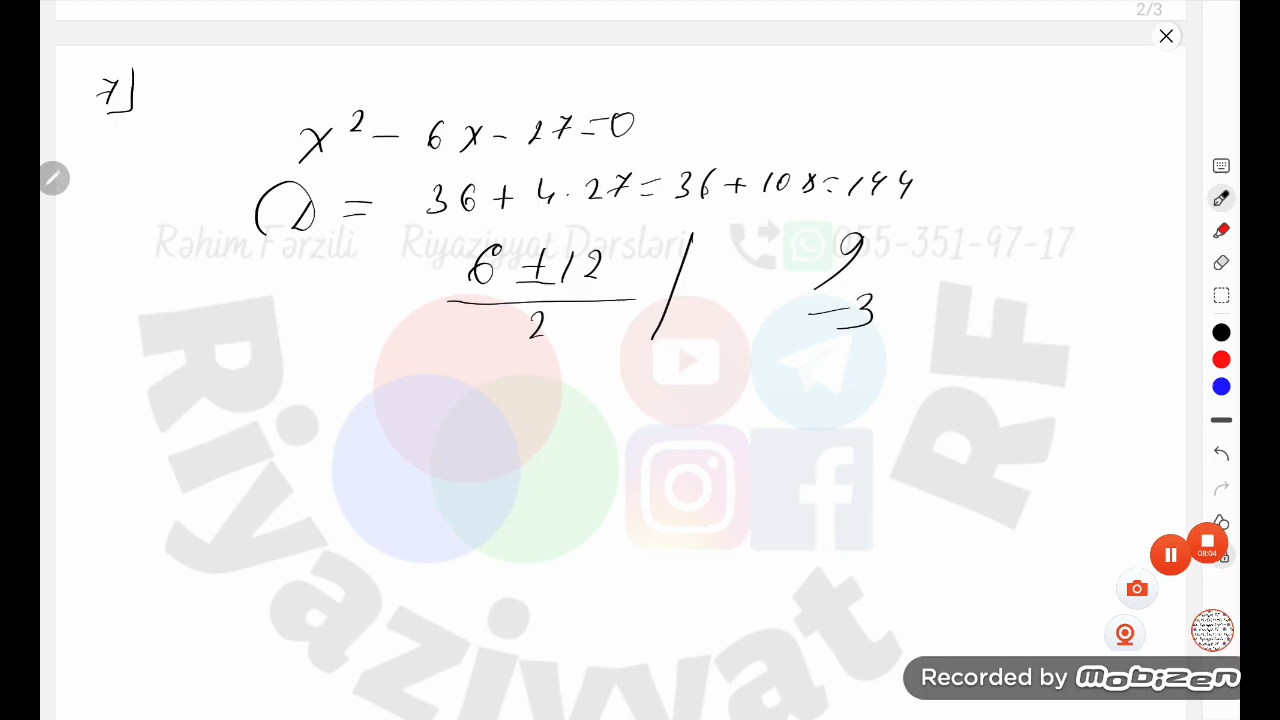 2/3
7]
x² - 6x - 27 = 0
D = 36 + 4 · 27 = 36 + 108 = 144
Rəhim Fərzili Riyaziyyat Dərsləri 055-351-97-17
6 ± 12 / 9
2 -3
Riyaziyyat RF
08:04
Recorded by mobizen